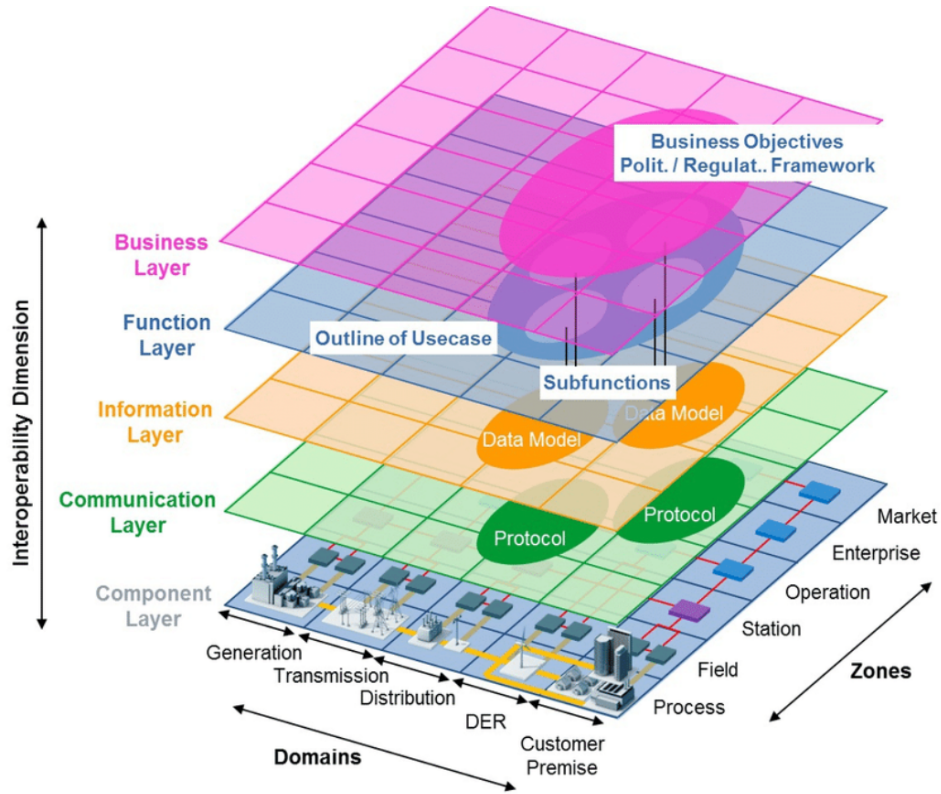 Business Objectives
Polit. / Regulat.. Framework
Business
Layer
Function
Layer
Outline of Usecase
Subfunctions
Information
Layer
Data Model
Data Model
Communication
Layer
Protocol
Protocol
Component
Layer
Interoperability Dimension
Generation
Transmission
Distribution
DER
Customer
Premise
Domains
Market
Enterprise
Operation
Station
Field
Process
Zones